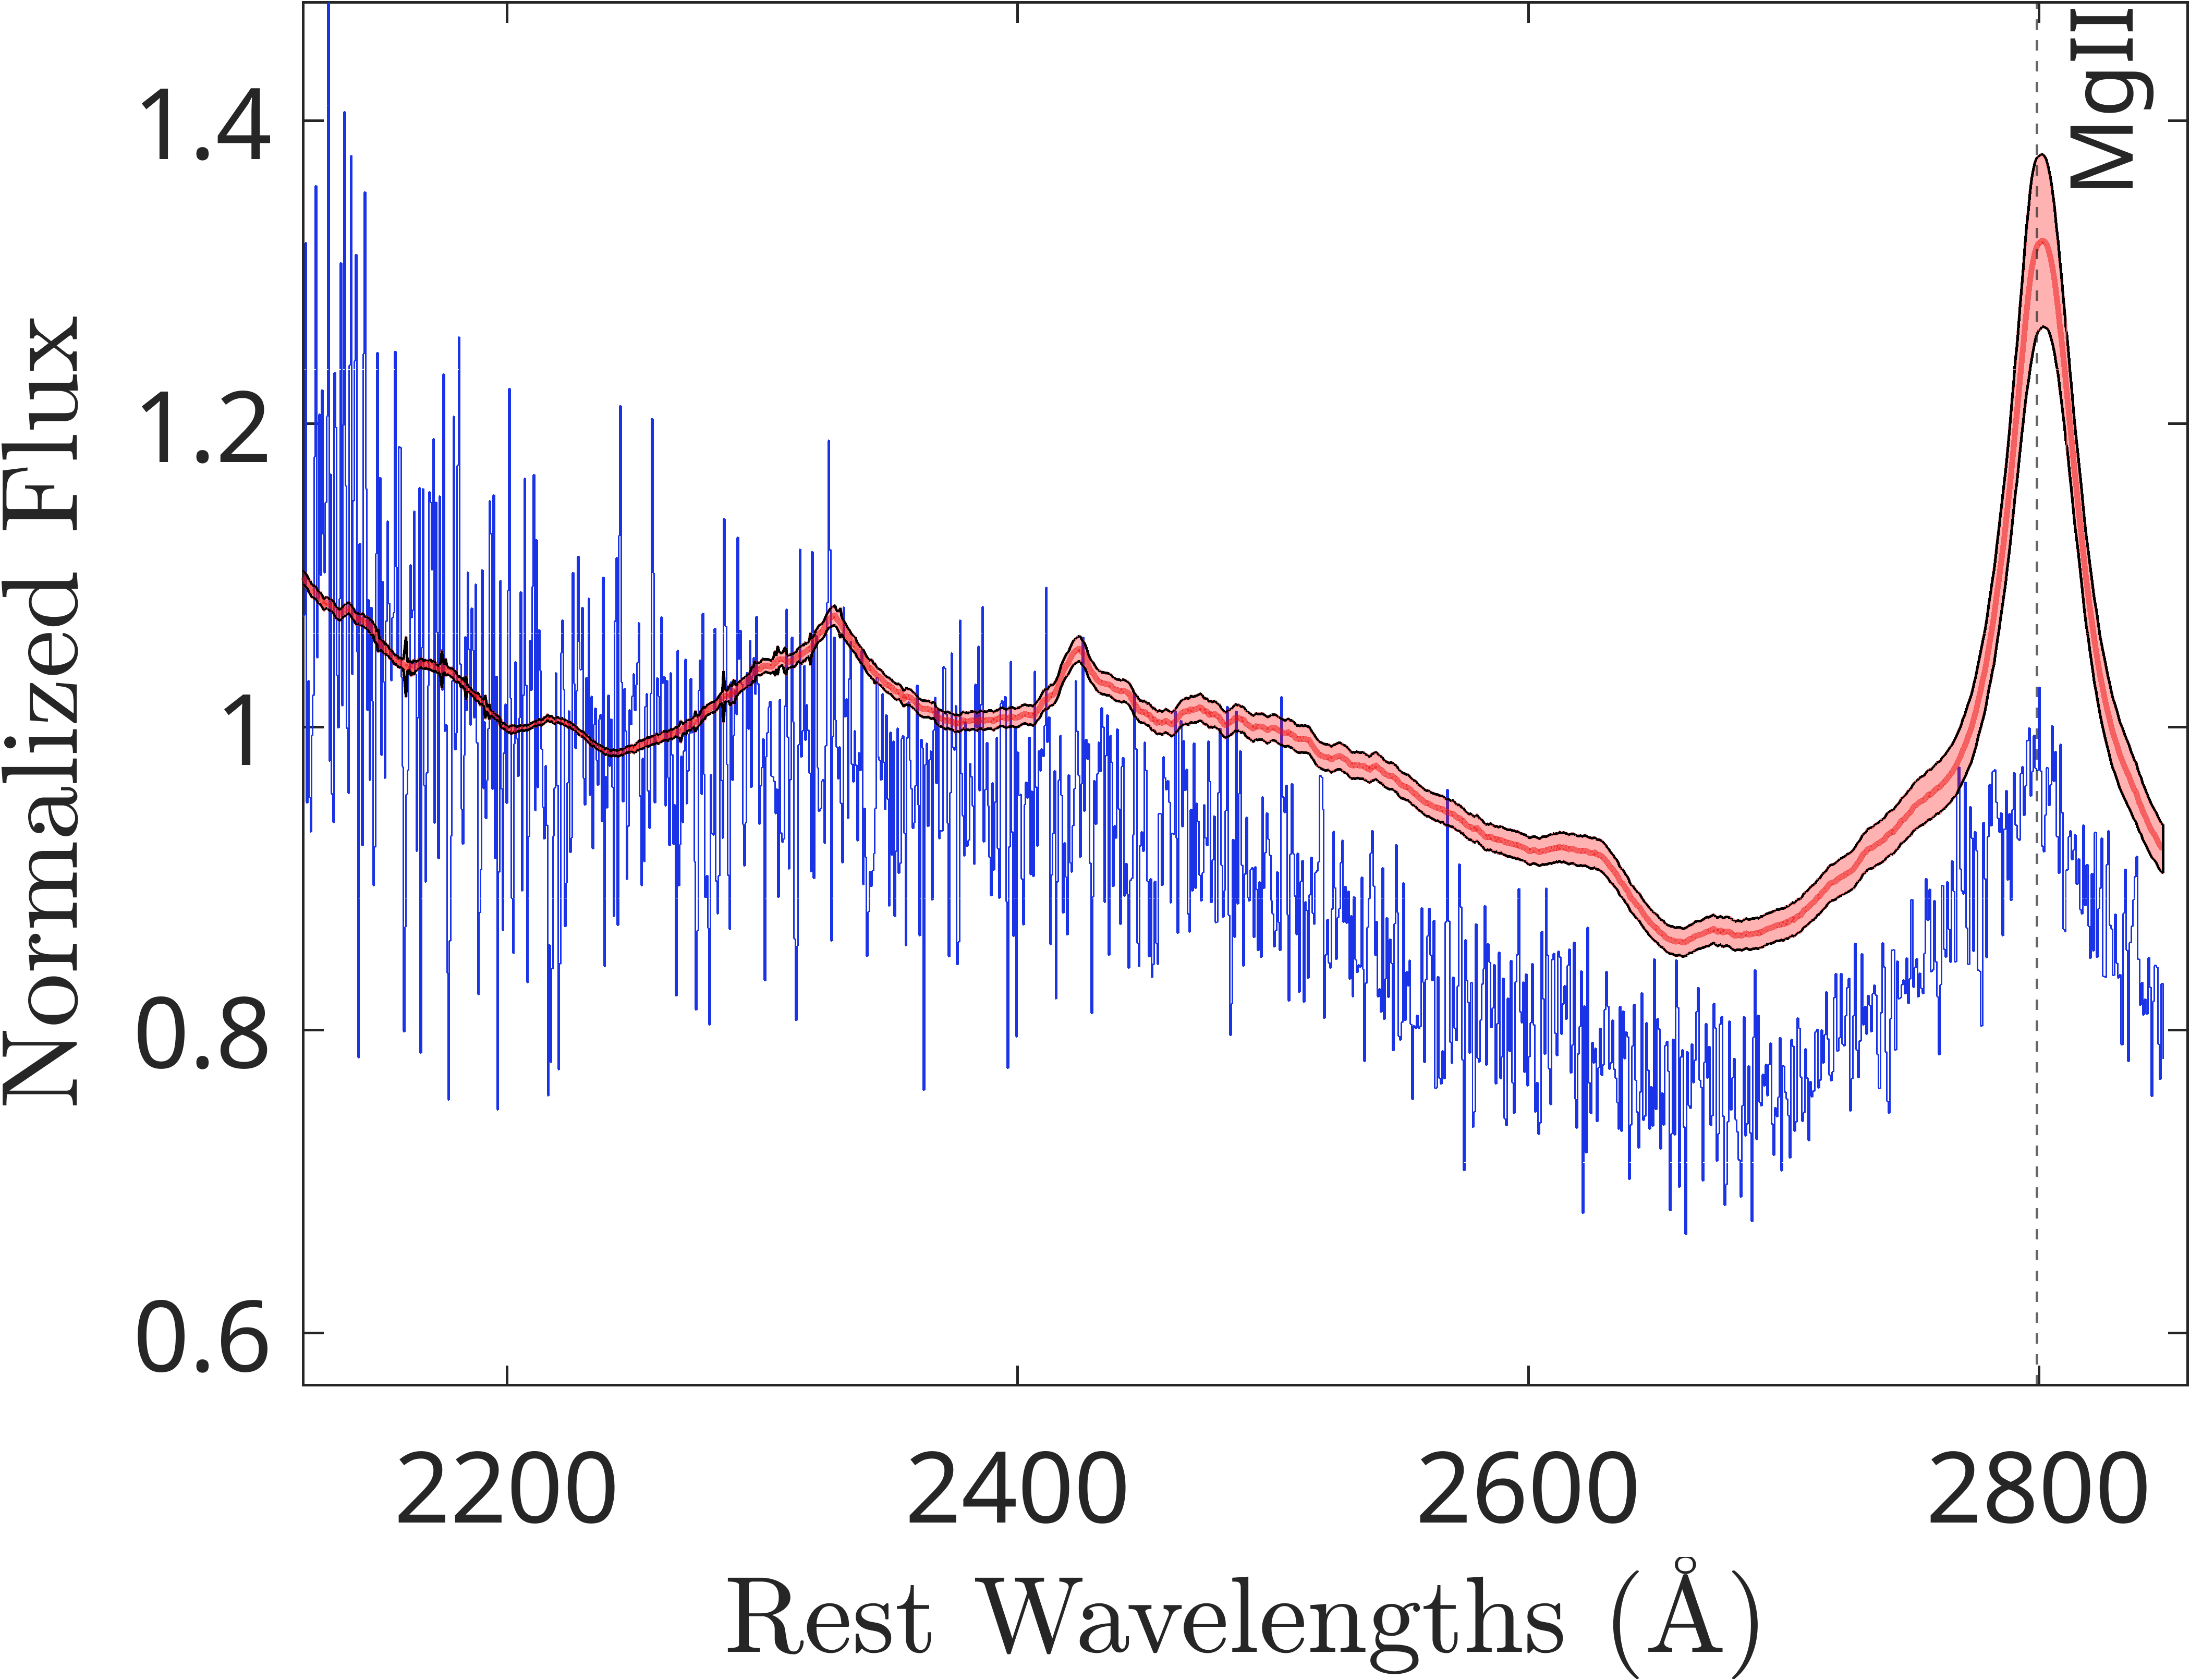 MgII
1.4
1.2
1
0.8
0.6
Normalized Flux
2200 2400 2600 2800
Rest Wavelengths (Å)